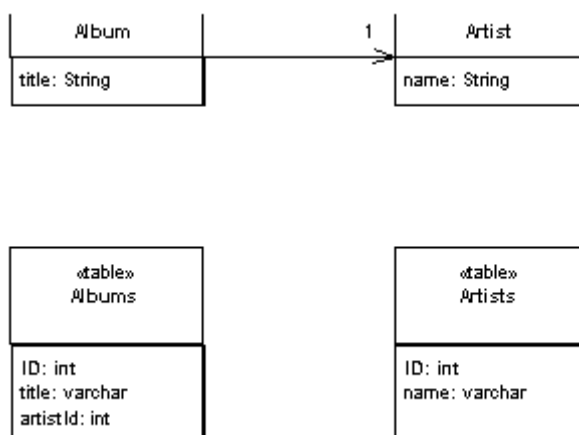 Album
1
Artist
title: String
name: String
«table»
Albums
«table»
Artists
ID: int
title: varchar
artistId: int
ID: int
name: varchar